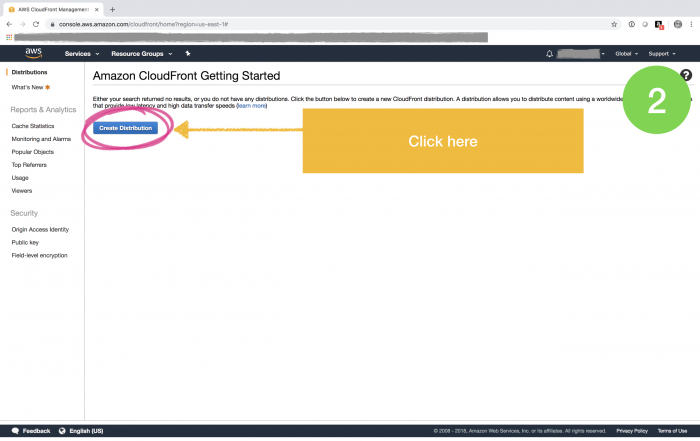 AWS CloudFront Management
console.aws.amazon.com/cloudfront/home?region=us-east-1#
aws
Services
Resource Groups
Global
Support
Distributions
What's New
Reports & Analytics
Cache Statistics
Monitoring and Alarms
Popular Objects
Top Referrers
Usage
Viewers
Security
Origin Access Identity
Public key
Field-level encryption
Amazon CloudFront Getting Started
Either your search returned no results, or you do not have any distributions. Click the button below to create a new CloudFront distribution. A distribution allows you to distribute content using a worldwide
that provide low latency and high data transfer speeds (learn more)
Create Distribution
Click here
2
?
Feedback
English (US)
© 2008 - 2018, Amazon Web Services, Inc. or its affiliates. All rights reserved.
Privacy Policy
Terms of Use